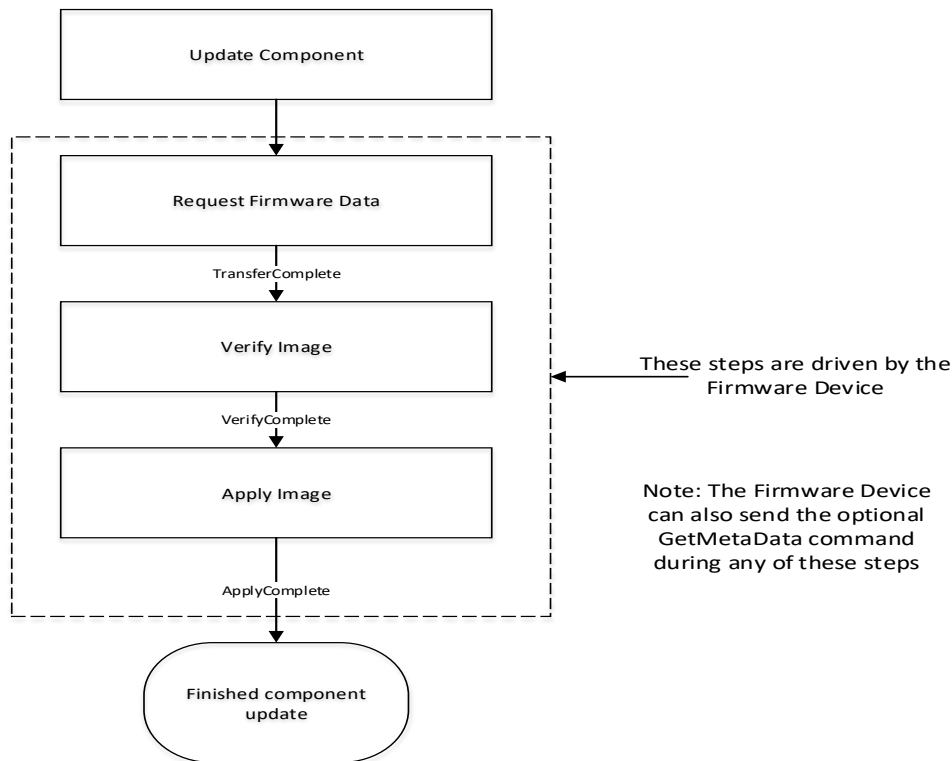 Update Component
Request Firmware Data
TransferComplete
Verify Image
These steps are driven by the
Firmware Device
VerifyComplete
Apply Image
Note: The Firmware Device
can also send the optional
GetMetaData command
during any of these steps
ApplyComplete
Finished component
update